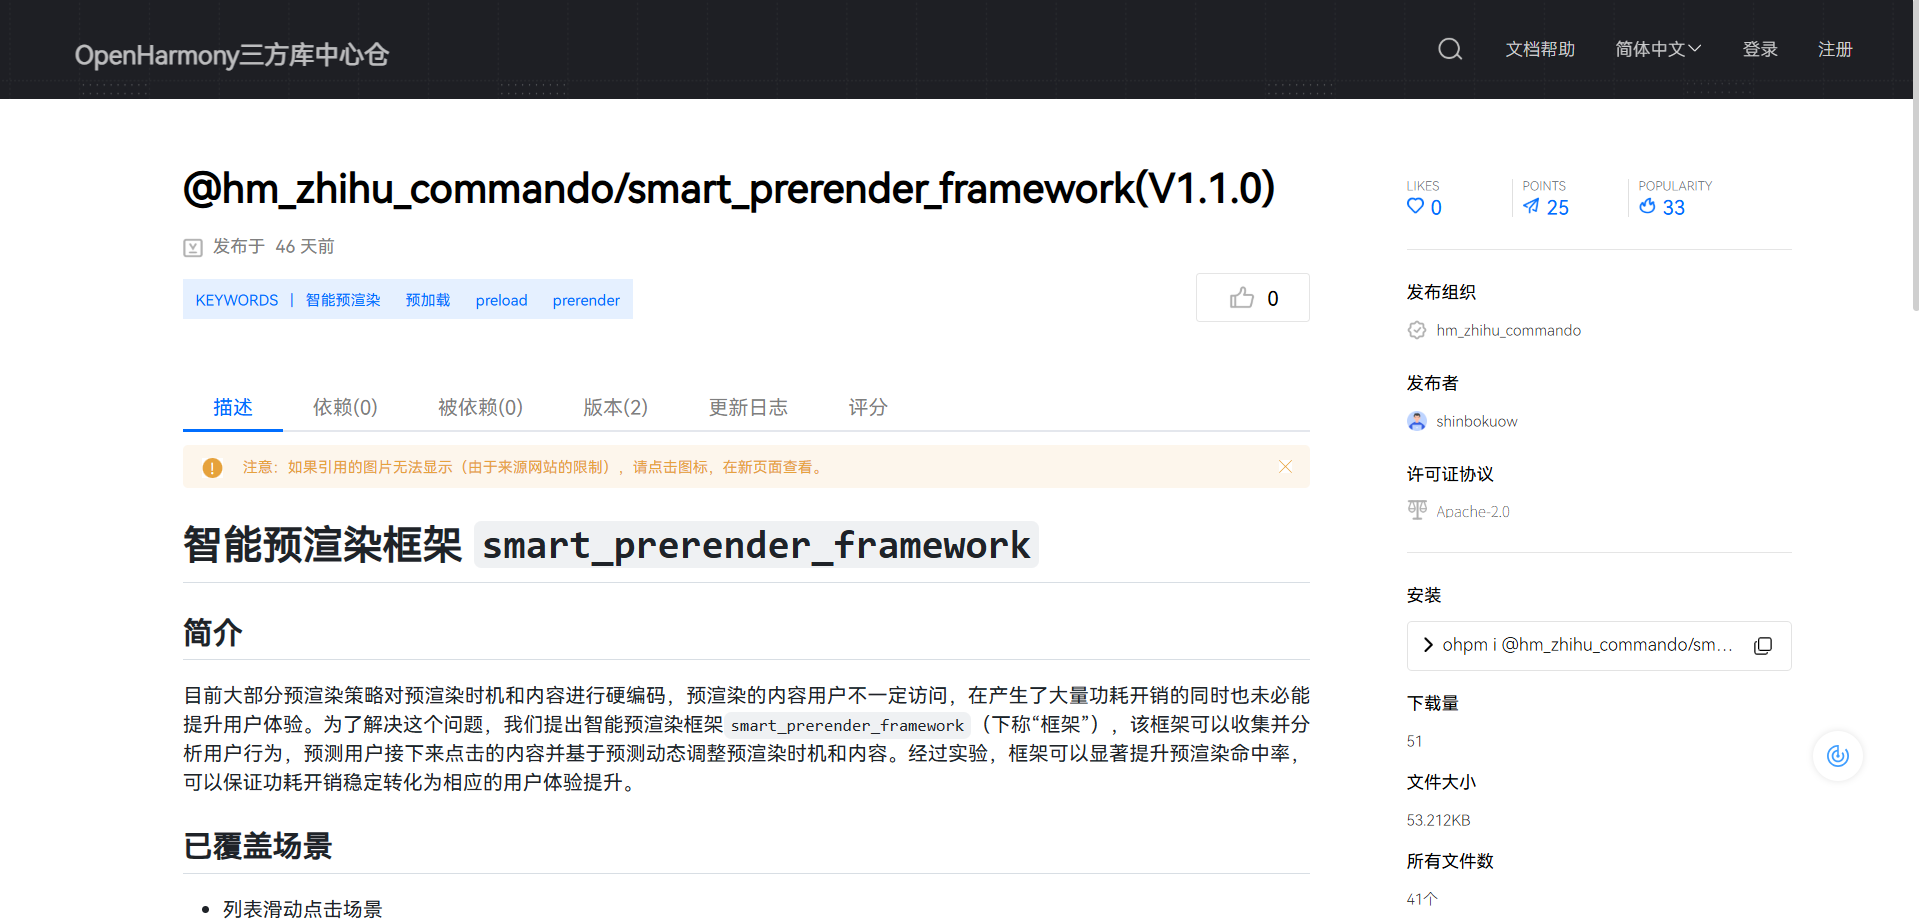 OpenHarmony三方库中心仓
文档帮助
简体中文
登录
注册
@hm_zhihu_commando/smart_prerender_framework(V1.1.0)
发布于 46 天前
KEYWORDS | 智能预渲染 预加载 preload prerender
0
描述
依赖(0)
被依赖(0)
版本(2)
更新日志
评分
注意：如果引用的图片无法显示（由于来源网站的限制），请点击图标，在新页面查看。
智能预渲染框架 smart_prerender_framework
简介
目前大部分预渲染策略对预渲染时机和内容进行硬编码，预渲染的内容用户不一定访问，在产生了大量功耗开销的同时也未必能
提升用户体验。为了解决这个问题，我们提出智能预渲染框架 smart_prerender_framework （下称“框架”），该框架可以收集并分
析用户行为，预测用户接下来点击的内容并基于预测动态调整预渲染时机和内容。经过实验，框架可以显著提升预渲染命中率，
可以保证功耗开销稳定转化为相应的用户体验提升。
已覆盖场景
• 列表滑动点击场景
LIKES
0
POINTS
25
POPULARITY
33
发布组织
hm_zhihu_commando
发布者
shinbokuow
许可证协议
Apache-2.0
安装
ohpm i @hm_zhihu_commando/sm...
下载量
51
文件大小
53.212KB
所有文件数
41个